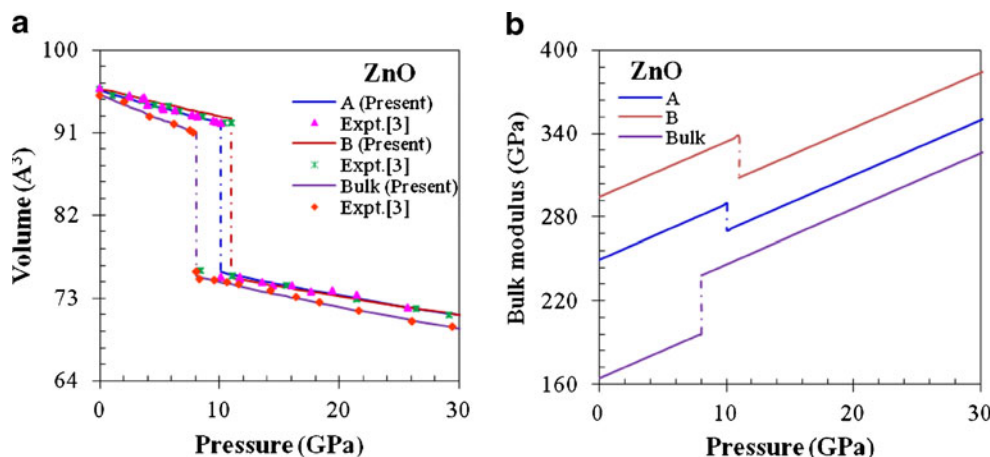 a
ZnO
A (Present)
Expt.[3]
B (Present)
Expt.[3]
Bulk (Present)
Expt.[3]
Volume (Å³)
100
91
82
73
64
0 10 20 30
Pressure (GPa)
b
ZnO
A
B
Bulk
Bulk modulus (GPa)
400
340
280
220
160
0 10 20 30
Pressure (GPa)